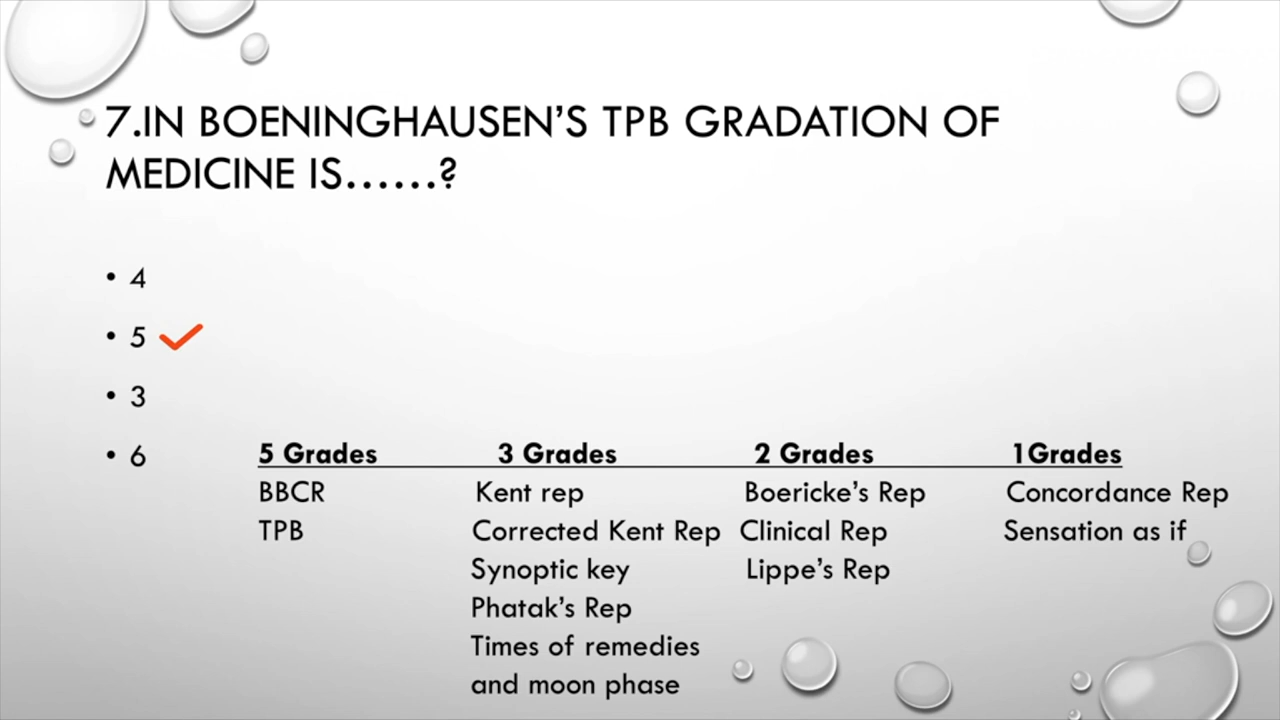 7.IN BOENINGHAUSEN'S TPB GRADATION OF
MEDICINE IS......?
• 4
• 5
• 3
• 6
5 Grades 3 Grades 2 Grades 1Grades
BBCR Kent rep Boericke's Rep Concordance Rep
TPB Corrected Kent Rep Clinical Rep Sensation as if
Synoptic key Lippe's Rep
Phatak's Rep
Times of remedies
and moon phase